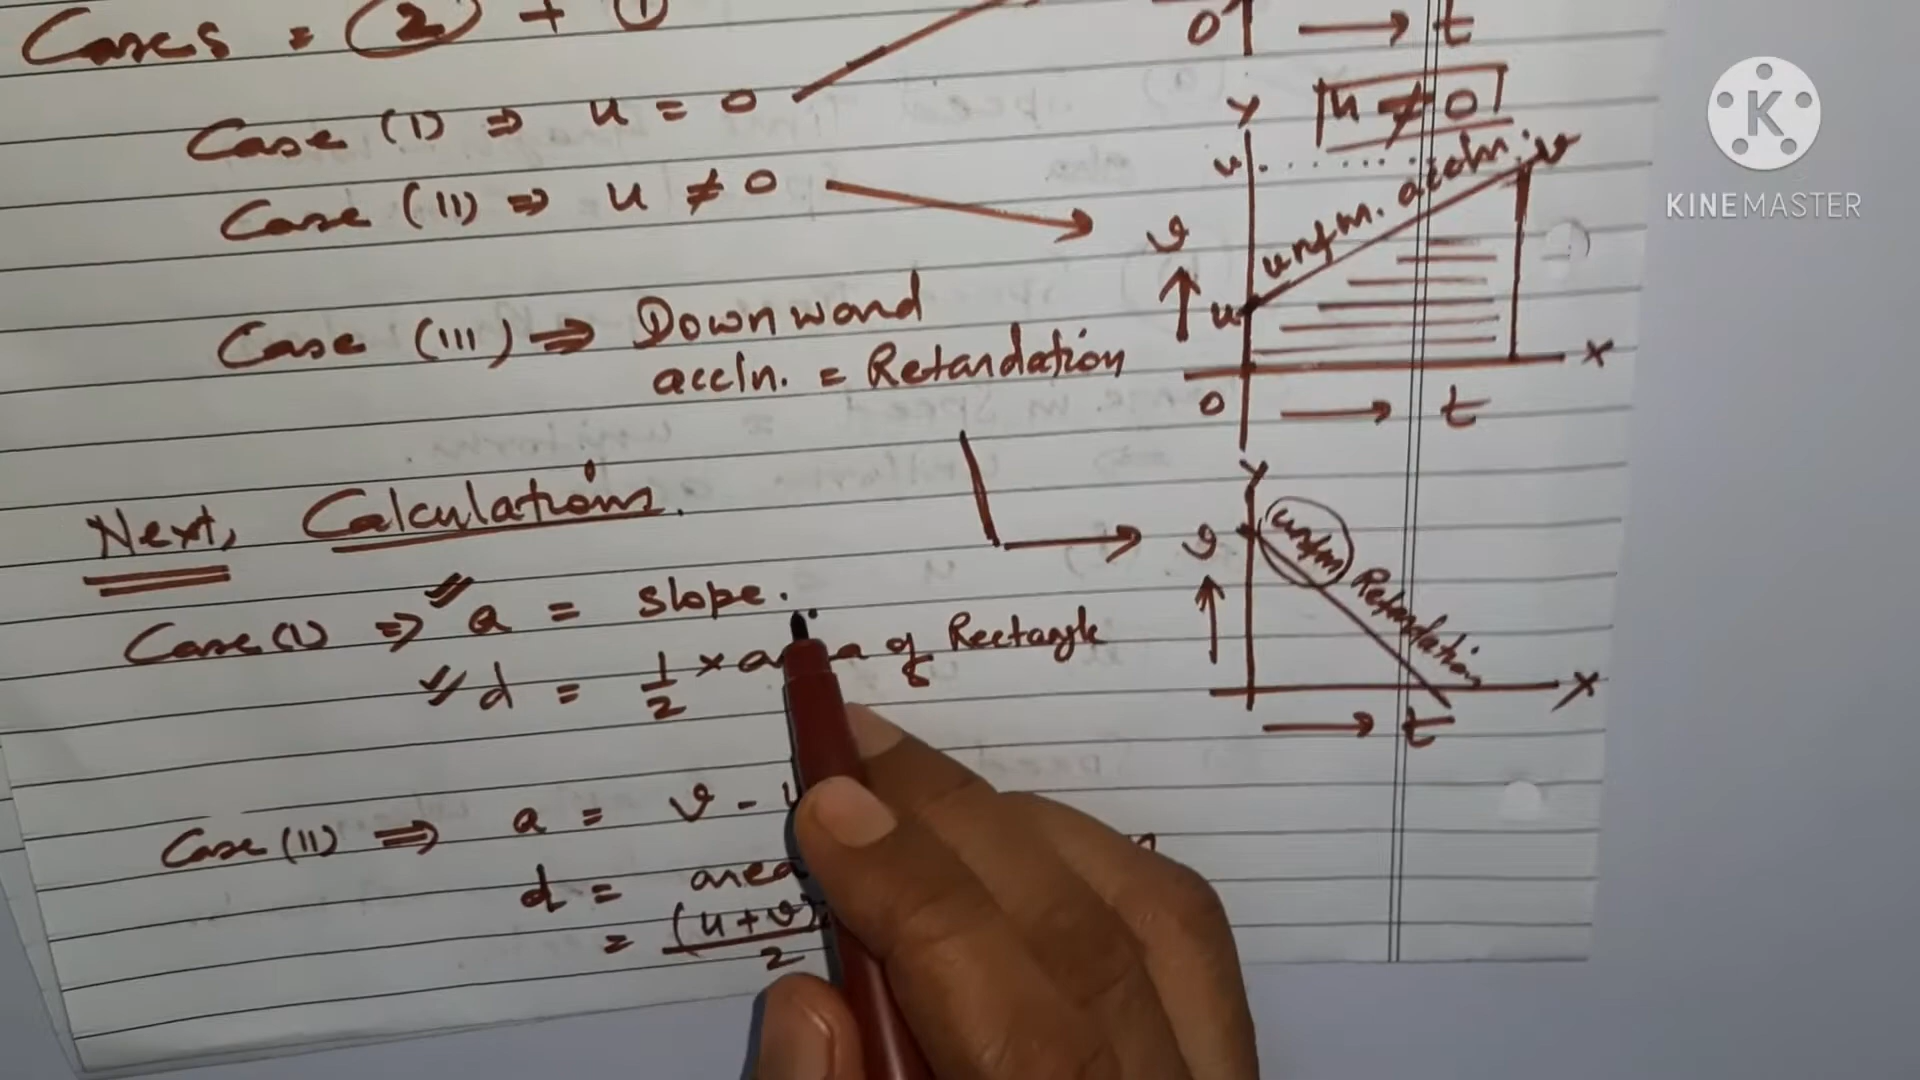 Cases = (2) + (1)
Case (I) ⇒ u = 0
Case (II) ⇒ u ≠ 0
Case (III) ⇒ Downward
accln. = Retardation
Next, Calculations.
Case (I) ⇒ a = slope.
d = 1/2 × area of Rectangle
Case (II) ⇒ a = v -
d = area
= (u+v)
2
0 → t
u ≠ 0
Y
v
unfm. accln.
v
v
u
X
0
→ t
Y
v
unfm Retardation
X
→ t
K
KINEMASTER